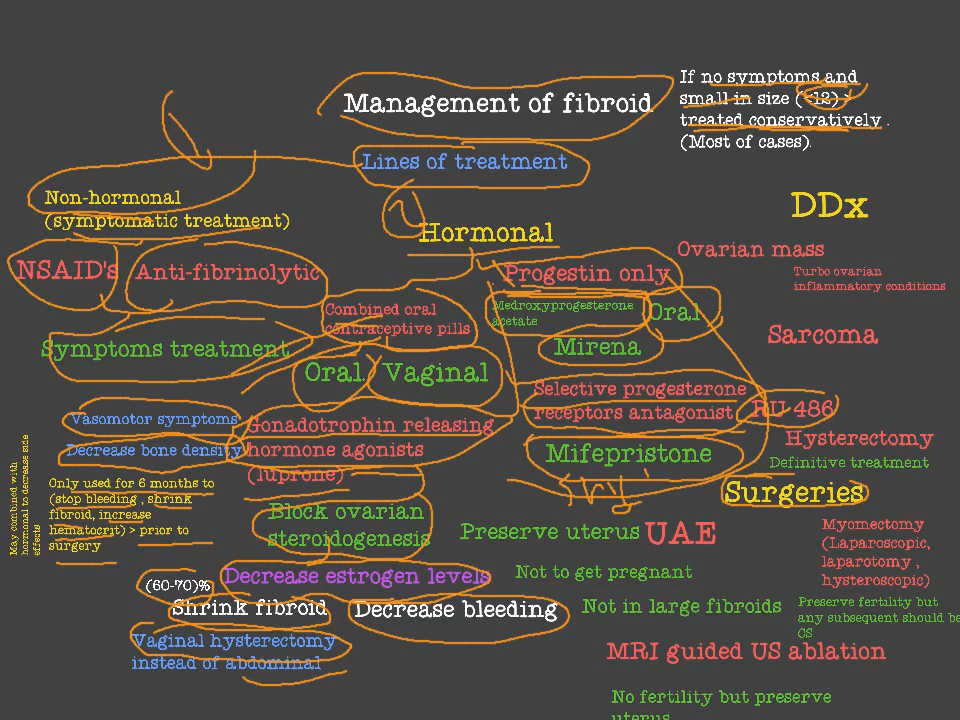 Management of fibroid
If no symptoms and
small in size (<12) >
treated conservatively .
(Most of cases).
Lines of treatment
Non-hormonal
(symptomatic treatment)
NSAID's
Anti-fibrinolytic
Symptoms treatment
Hormonal
Combined oral
contraceptive pills
Oral
Vaginal
Progestin only
Medroxyprogesterone
acetate
Oral
Mirena
Selective progesterone
receptors antagonist
RU 486
Mifepristone
Gonadotrophin releasing
hormone agonists
(luprone)
Vasomotor symptoms
Decrease bone density
May combined with
hormonal to decrease side
effects
Only used for 6 months to
(stop bleeding , shrink
fibroid, increase
hematocrit) > prior to
surgery
Block ovarian
steroidogenesis
Decrease estrogen levels
(60-70)%
Shrink fibroid
Decrease bleeding
Vaginal hysterectomy
instead of abdominal
DDx
Ovarian mass
Turbo ovarian
inflammatory conditions
Sarcoma
Surgeries
Hysterectomy
Definitive treatment
Myomectomy
(Laparoscopic,
laparotomy ,
hysteroscopic)
Preserve fertility but
any subsequent should be
CS
UAE
Preserve uterus
Not to get pregnant
Not in large fibroids
MRI guided US ablation
No fertility but preserve
uterus